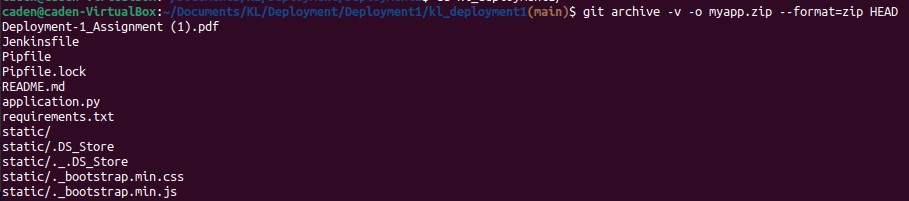 caden@caden-VirtualBox:~/Documents/KL/Deployment/Deployment1/kl_deployment1(main)$ git archive -v -o myapp.zip --format=zip HEAD
Deployment-1_Assignment (1).pdf
Jenkinsfile
Pipfile
Pipfile.lock
README.md
application.py
requirements.txt
static/
static/.DS_Store
static/._.DS_Store
static/._bootstrap.min.css
static/._bootstrap.min.js